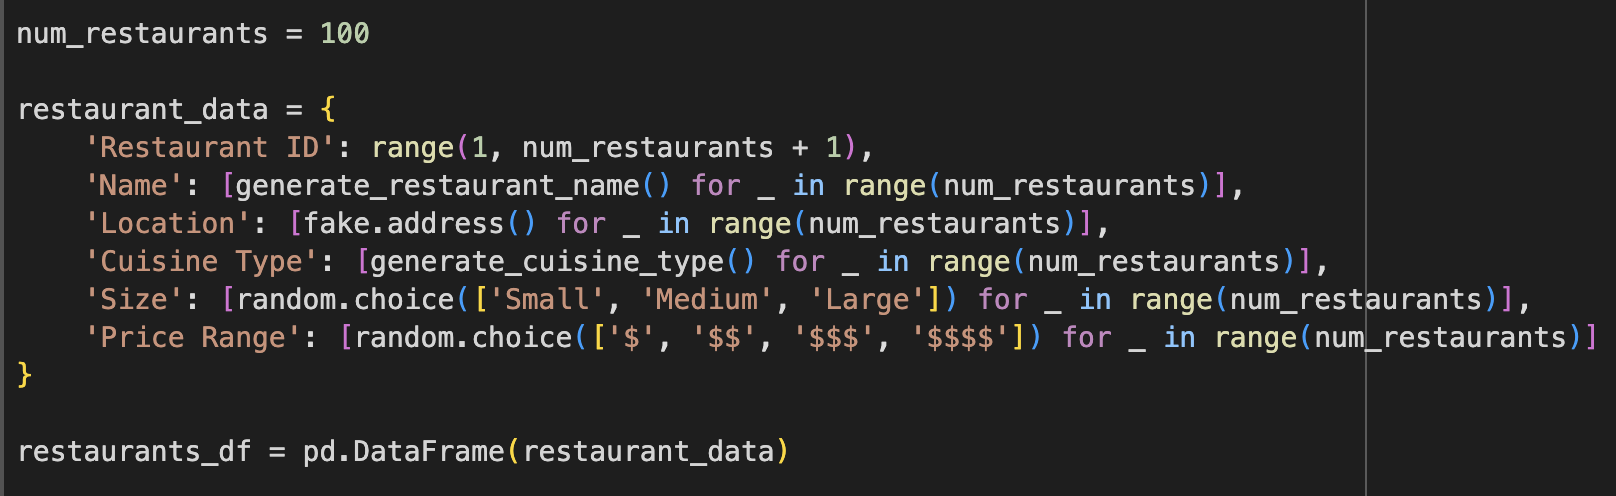 num_restaurants = 100
restaurant_data = {
    'Restaurant ID': range(1, num_restaurants + 1),
    'Name': [generate_restaurant_name() for _ in range(num_restaurants)],
    'Location': [fake.address() for _ in range(num_restaurants)],
    'Cuisine Type': [generate_cuisine_type() for _ in range(num_restaurants)],
    'Size': [random.choice(['Small', 'Medium', 'Large']) for _ in range(num_restaurants)],
    'Price Range': [random.choice(['$', '$$', '$$$', '$$$$']) for _ in range(num_restaurants)]
}
restaurants_df = pd.DataFrame(restaurant_data)